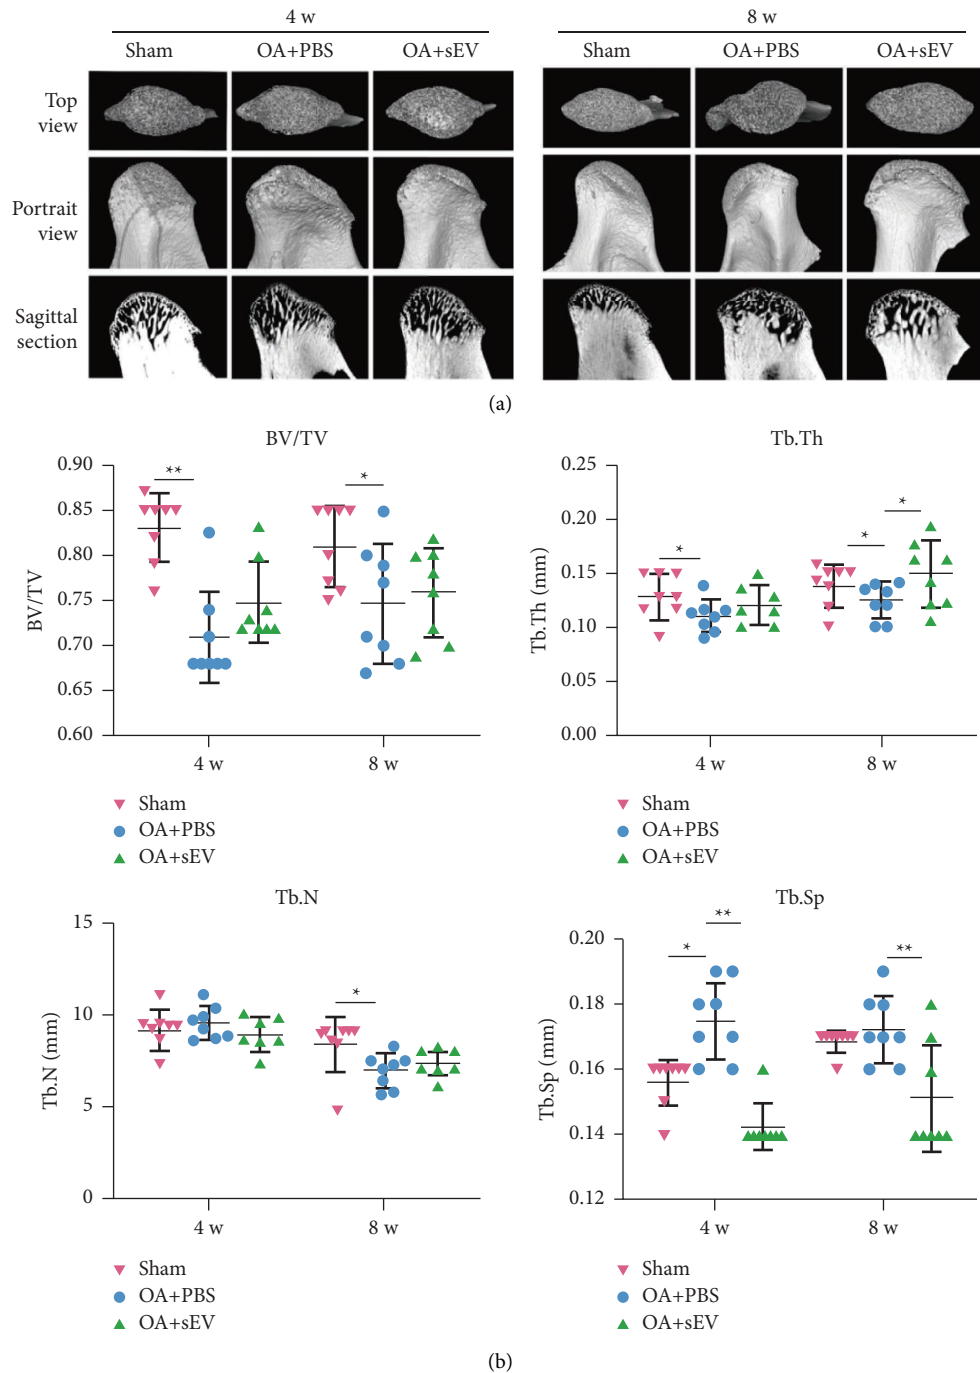 4 w
8 w
Sham
OA+PBS
OA+sEV
Sham
OA+PBS
OA+sEV
Top
view
Portrait
view
Sagittal
section
(a)
BV/TV
BV/TV
0.90
0.85
0.80
0.75
0.70
0.65
0.60
**
*
4 w
8 w
Sham
OA+PBS
OA+sEV
Tb.Th
Tb.Th (mm)
0.25
0.20
0.15
0.10
0.05
0.00
*
*
*
4 w
8 w
Sham
OA+PBS
OA+sEV
Tb.N
Tb.N (mm)
15
10
5
0
*
4 w
8 w
Sham
OA+PBS
OA+sEV
Tb.Sp
Tb.Sp (mm)
0.20
0.18
0.16
0.14
0.12
*
**
**
4 w
8 w
Sham
OA+PBS
OA+sEV
(b)